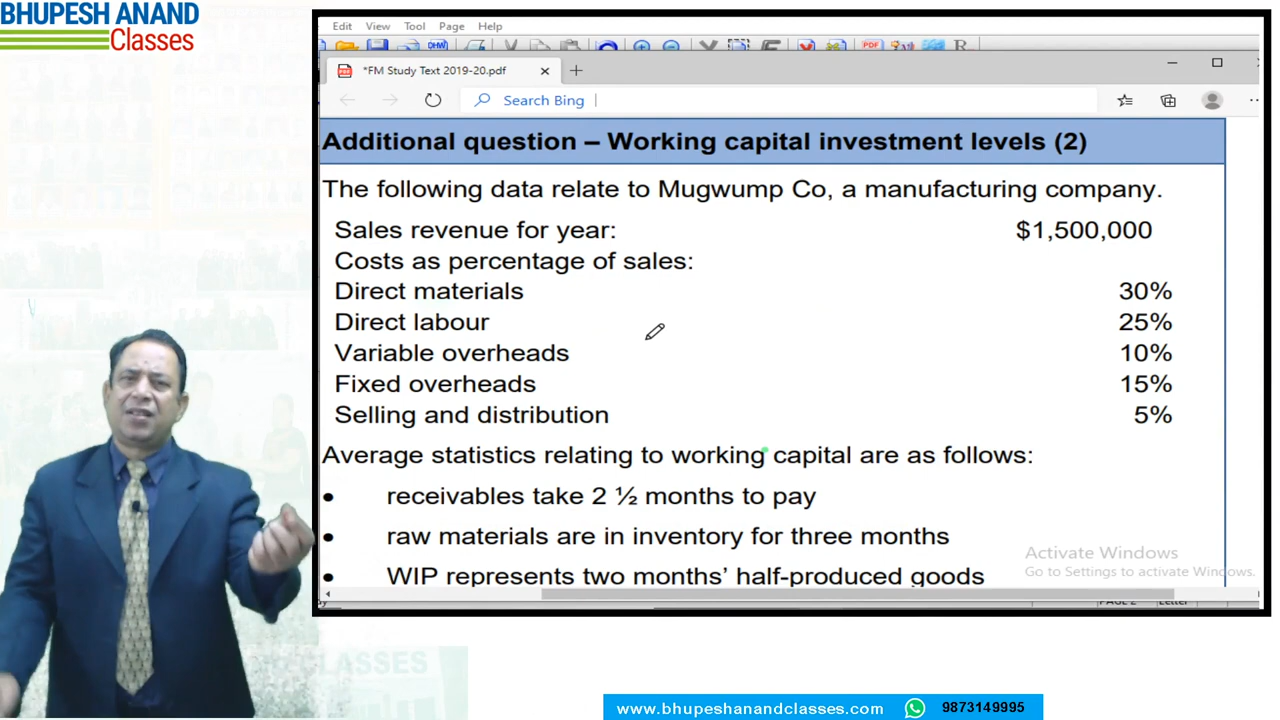 BHUPESH ANAND
Classes
Edit View Tool Page Help
*FM Study Text 2019-20.pdf
Search Bing
Additional question – Working capital investment levels (2)
The following data relate to Mugwump Co, a manufacturing company.
Sales revenue for year: $1,500,000
Costs as percentage of sales:
Direct materials 30%
Direct labour 25%
Variable overheads 10%
Fixed overheads 15%
Selling and distribution 5%
Average statistics relating to working capital are as follows:
• receivables take 2 ½ months to pay
• raw materials are in inventory for three months
• WIP represents two months' half-produced goods
Activate Windows
Go to Settings to activate Windows.
CLASSES
www.bhupeshanandclasses.com 9873149995